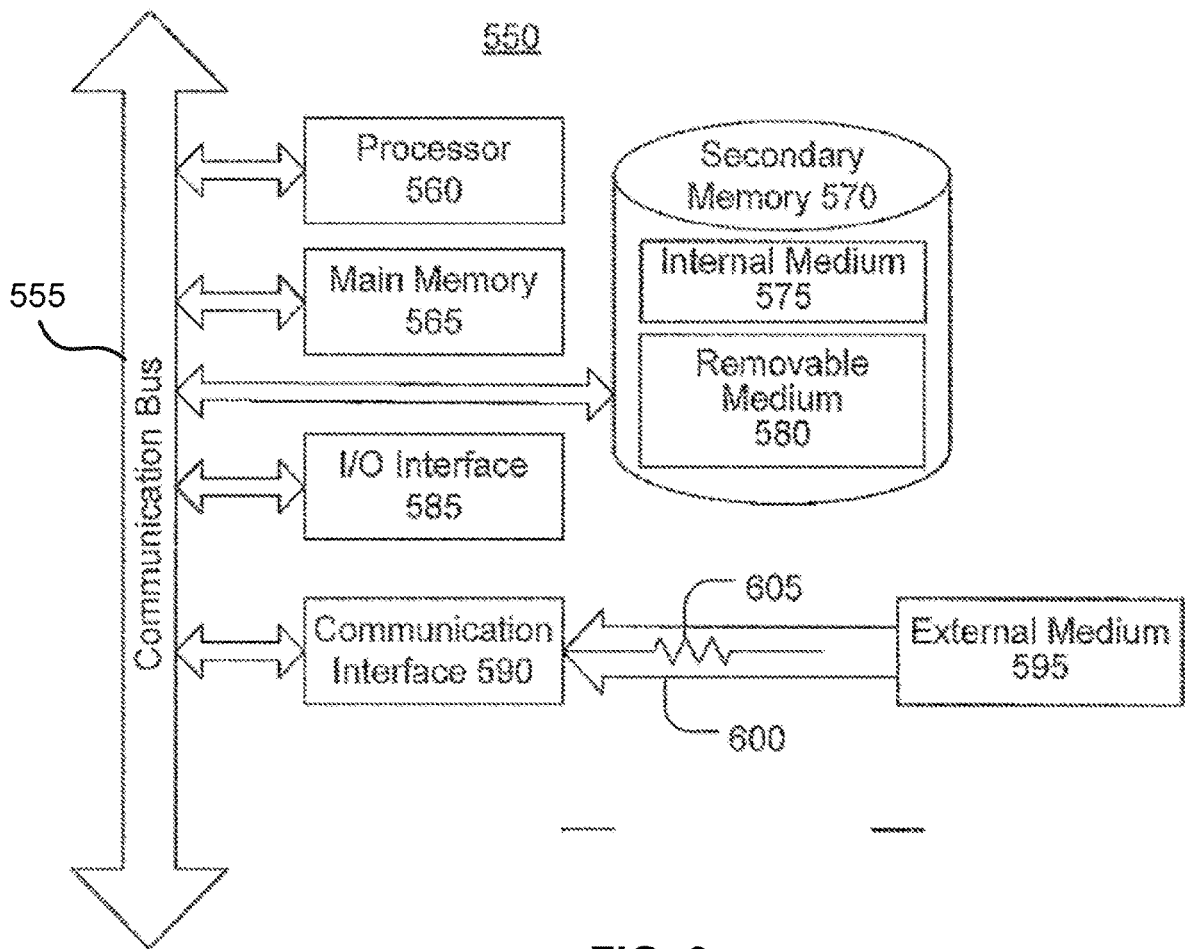 550
Processor
560
Secondary
Memory 570
Internal Medium
575
Main Memory
565
555
Removable
Medium
580
I/O Interface
585
Communication Bus
605
Communication
Interface 590
External Medium
595
600